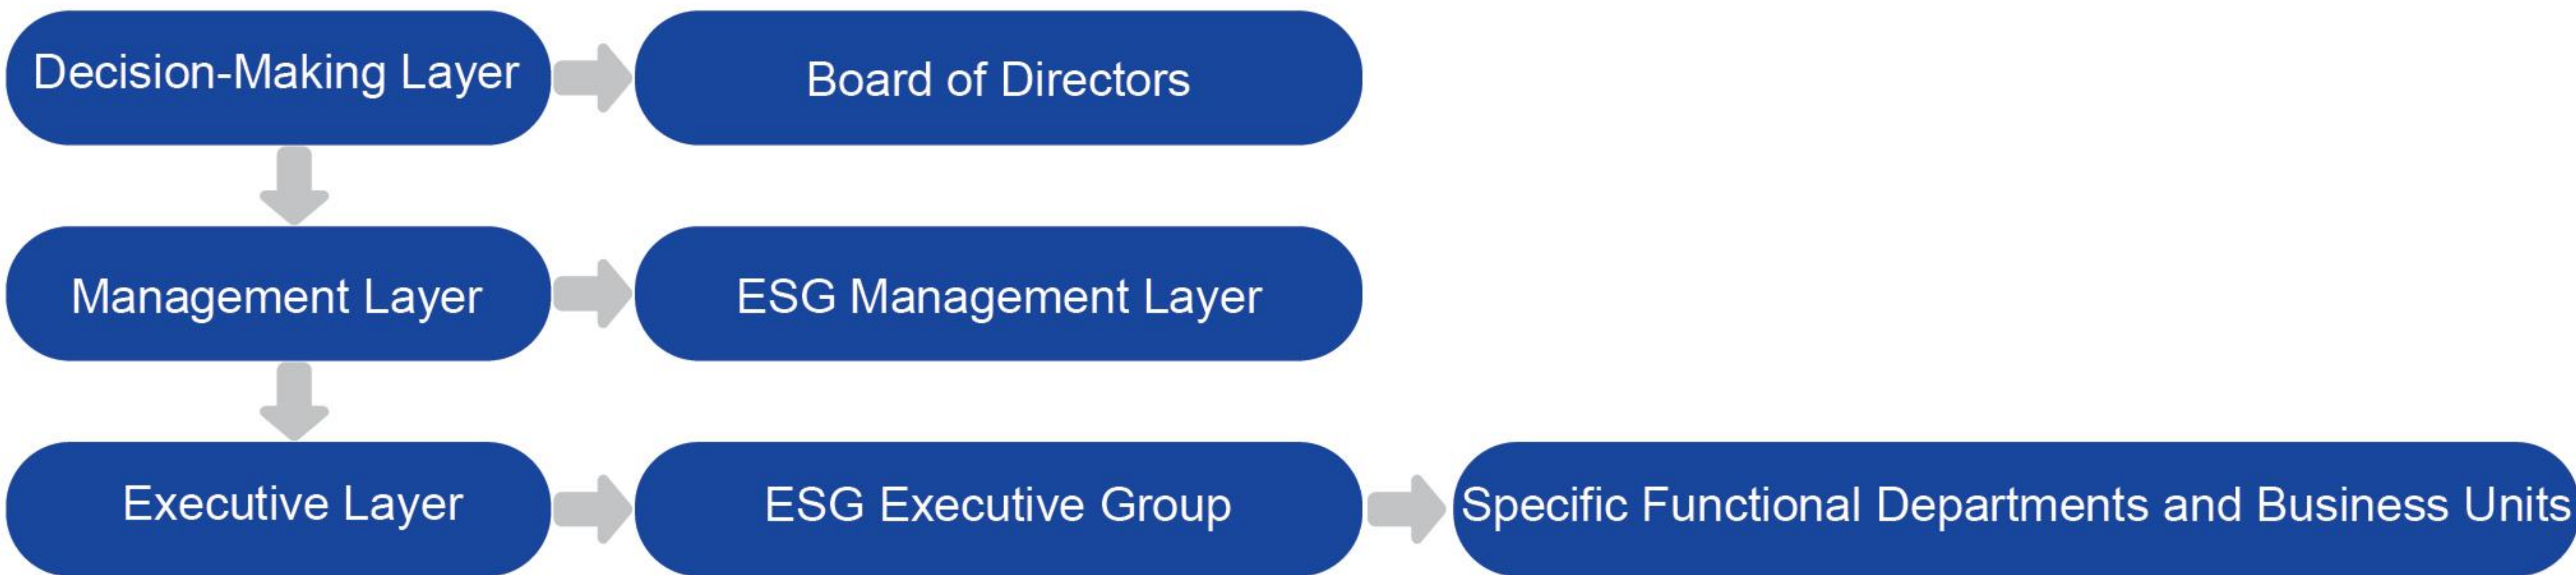 Decision-Making Layer
Board of Directors
Management Layer
ESG Management Layer
Executive Layer
ESG Executive Group
Specific Functional Departments and Business Units